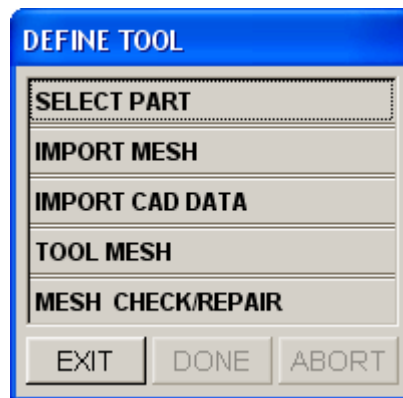 DEFINE TOOL
SELECT PART
IMPORT MESH
IMPORT CAD DATA
TOOL MESH
MESH CHECK/REPAIR
EXIT DONE ABORT